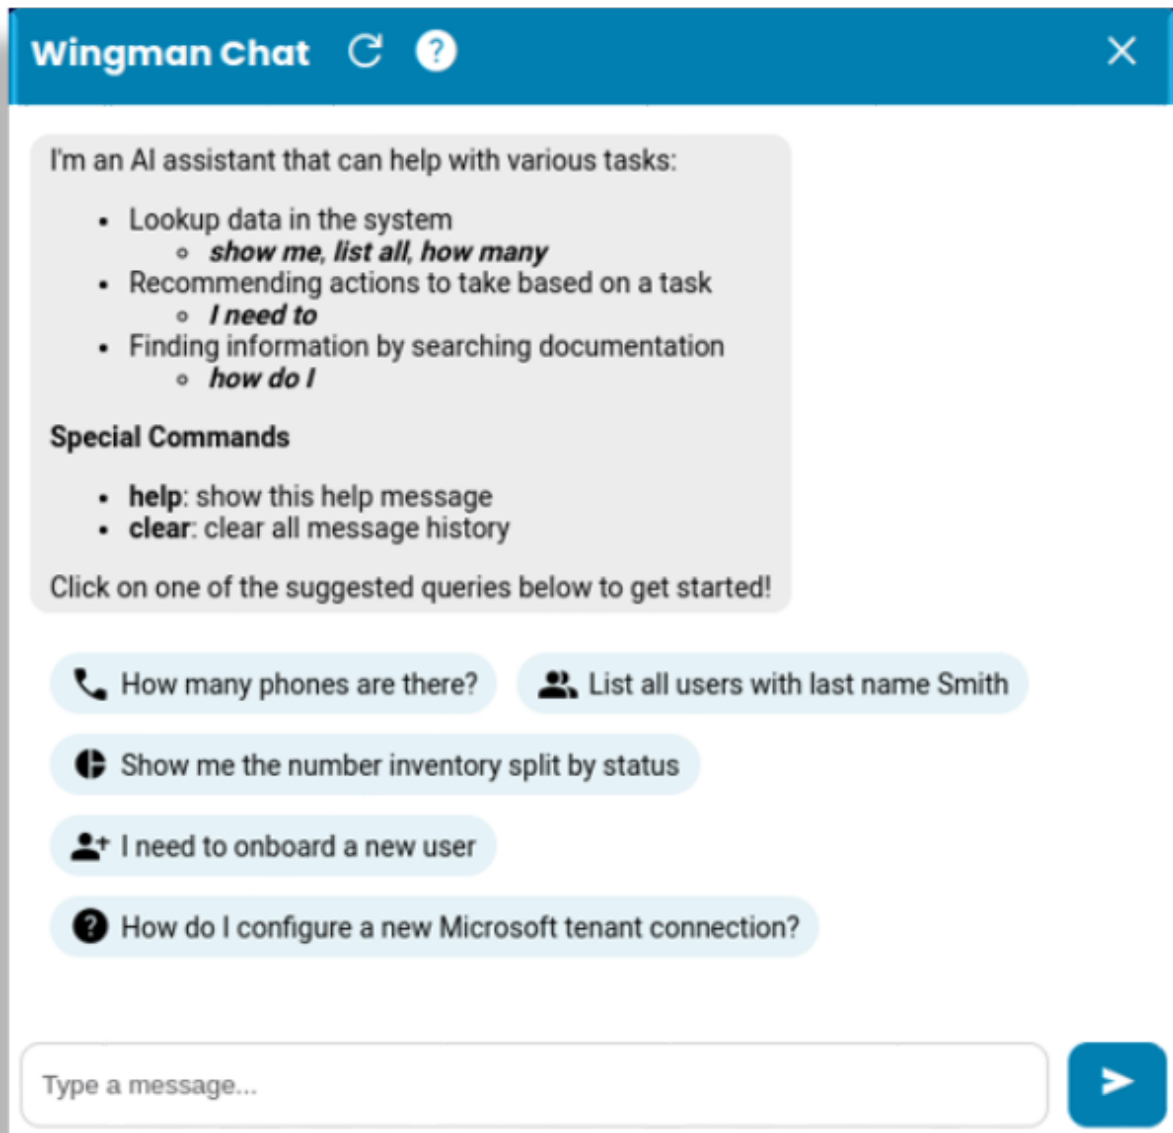 Wingman Chat
I'm an AI assistant that can help with various tasks:
Lookup data in the system
show me, list all, how many
Recommending actions to take based on a task
I need to
Finding information by searching documentation
how do I
Special Commands
help: show this help message
clear: clear all message history
Click on one of the suggested queries below to get started!
How many phones are there? List all users with last name Smith
Show me the number inventory split by status
I need to onboard a new user
How do I configure a new Microsoft tenant connection?
Type a message...